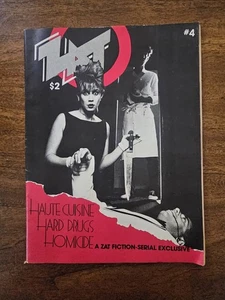 ZAT
#4
$2
HAUTE CUISINE
HARD DRUGS
HOMICIDE A ZAT FICTION-SERIAL EXCLUSIVE